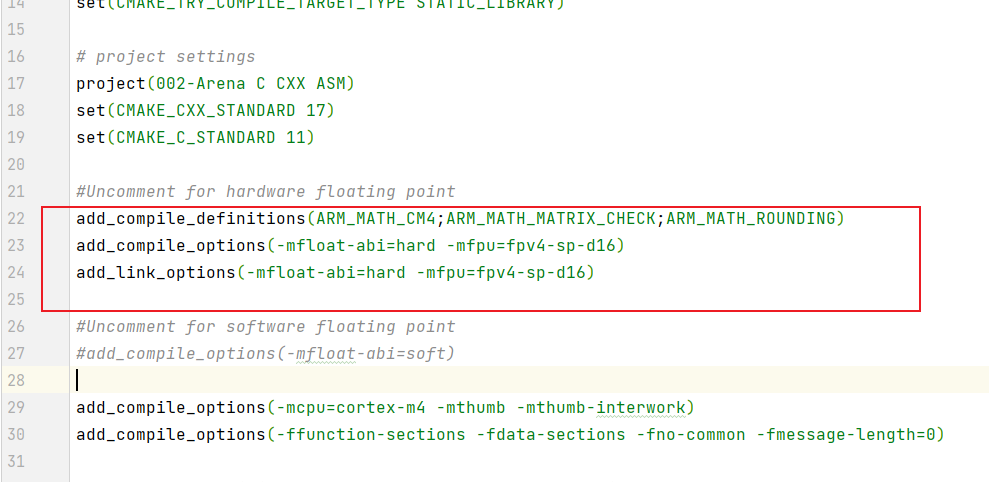 14 set(CMAKE_TRY_COMPILE_TARGET_TYPE STATIC_LIBRARY)
15
16 # project settings
17 project(002-Arena C CXX ASM)
18 set(CMAKE_CXX_STANDARD 17)
19 set(CMAKE_C_STANDARD 11)
20
21 #Uncomment for hardware floating point
22 add_compile_definitions(ARM_MATH_CM4;ARM_MATH_MATRIX_CHECK;ARM_MATH_ROUNDING)
23 add_compile_options(-mfloat-abi=hard -mfpu=fpv4-sp-d16)
24 add_link_options(-mfloat-abi=hard -mfpu=fpv4-sp-d16)
25
26 #Uncomment for software floating point
27 #add_compile_options(-mfloat-abi=soft)
28
29 add_compile_options(-mcpu=cortex-m4 -mthumb -mthumb-interwork)
30 add_compile_options(-ffunction-sections -fdata-sections -fno-common -fmessage-length=0)
31